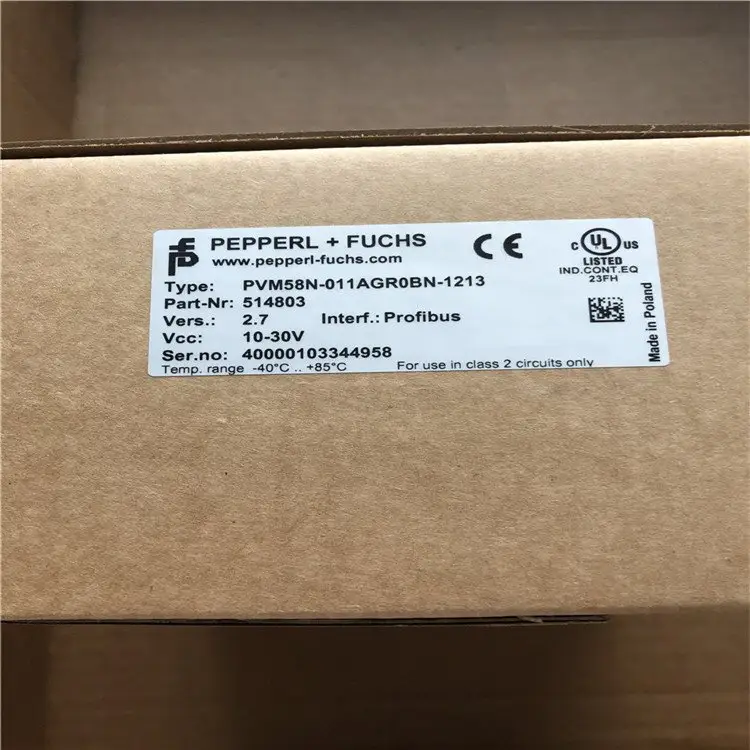 PEPPERL + FUCHS
www.pepperl-fuchs.com
CE
C UL US
LISTED
IND.CONT.EQ
23FH
Type: PVM58N-011AGR0BN-1213
Part-Nr: 514803
Vers.: 2.7 Interf.: Profibus
Vcc: 10-30V
Ser.no: 40000103344958
Temp. range -40°C .. +85°C For use in class 2 circuits only
Made in Poland